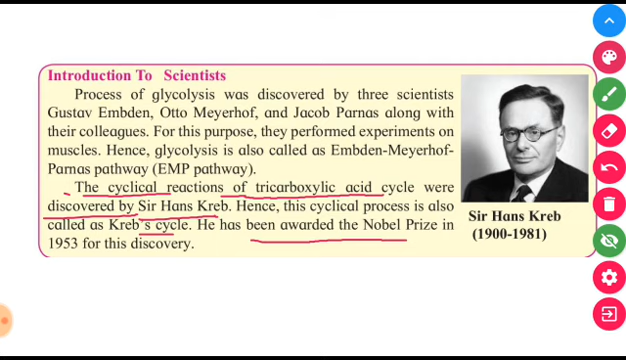 Introduction To Scientists
Process of glycolysis was discovered by three scientists
Gustav Embden, Otto Meyerhof, and Jacob Parnas along with
their colleagues. For this purpose, they performed experiments on
muscles. Hence, glycolysis is also called as Embden-Meyerhof-
Parnas pathway (EMP pathway).
The cyclical reactions of tricarboxylic acid cycle were
discovered by Sir Hans Kreb. Hence, this cyclical process is also
called as Kreb's cycle. He has been awarded the Nobel Prize in
1953 for this discovery.
Sir Hans Kreb
(1900-1981)